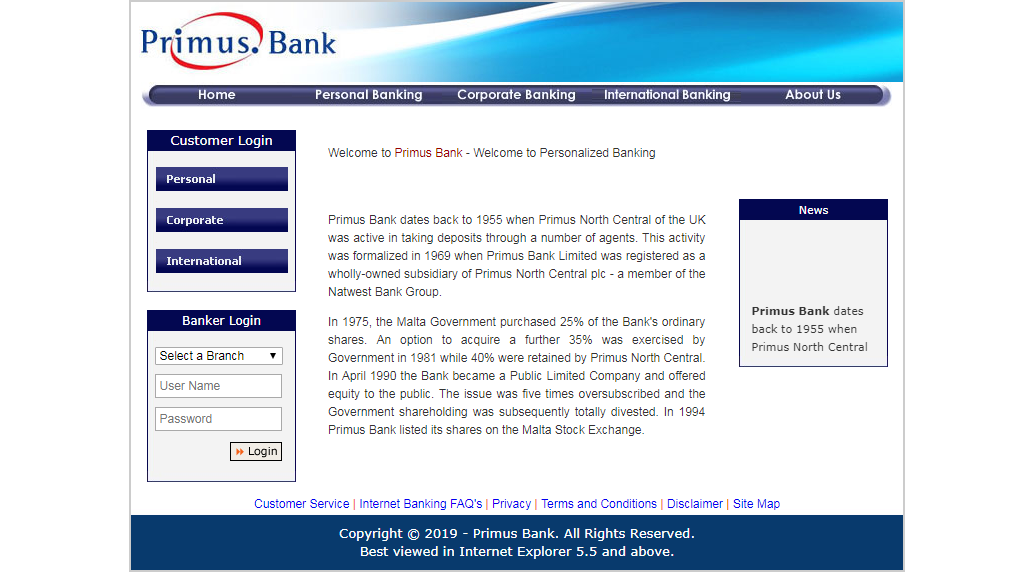 Primus Bank
Home Personal Banking Corporate Banking International Banking About Us
Customer Login
Personal
Corporate
International
Banker Login
Select a Branch
User Name
Password
Login
Welcome to Primus Bank - Welcome to Personalized Banking
Primus Bank dates back to 1955 when Primus North Central of the UK
was active in taking deposits through a number of agents. This activity
was formalized in 1969 when Primus Bank Limited was registered as a
wholly-owned subsidiary of Primus North Central plc - a member of the
Natwest Bank Group.
In 1975, the Malta Government purchased 25% of the Bank's ordinary
shares. An option to acquire a further 35% was exercised by
Government in 1981 while 40% were retained by Primus North Central.
In April 1990 the Bank became a Public Limited Company and offered
equity to the public. The issue was five times oversubscribed and the
Government shareholding was subsequently totally divested. In 1994
Primus Bank listed its shares on the Malta Stock Exchange.
News
Primus Bank dates
back to 1955 when
Primus North Central
Customer Service | Internet Banking FAQ's | Privacy | Terms and Conditions | Disclaimer | Site Map
Copyright © 2019 - Primus Bank. All Rights Reserved.
Best viewed in Internet Explorer 5.5 and above.